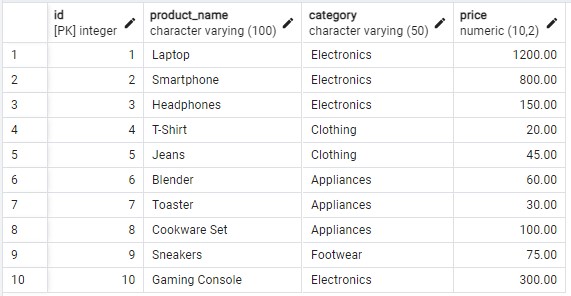 id product_name category price
[PK] integer character varying (100) character varying (50) numeric (10,2)
1 1 Laptop Electronics 1200.00
2 2 Smartphone Electronics 800.00
3 3 Headphones Electronics 150.00
4 4 T-Shirt Clothing 20.00
5 5 Jeans Clothing 45.00
6 6 Blender Appliances 60.00
7 7 Toaster Appliances 30.00
8 8 Cookware Set Appliances 100.00
9 9 Sneakers Footwear 75.00
10 10 Gaming Console Electronics 300.00